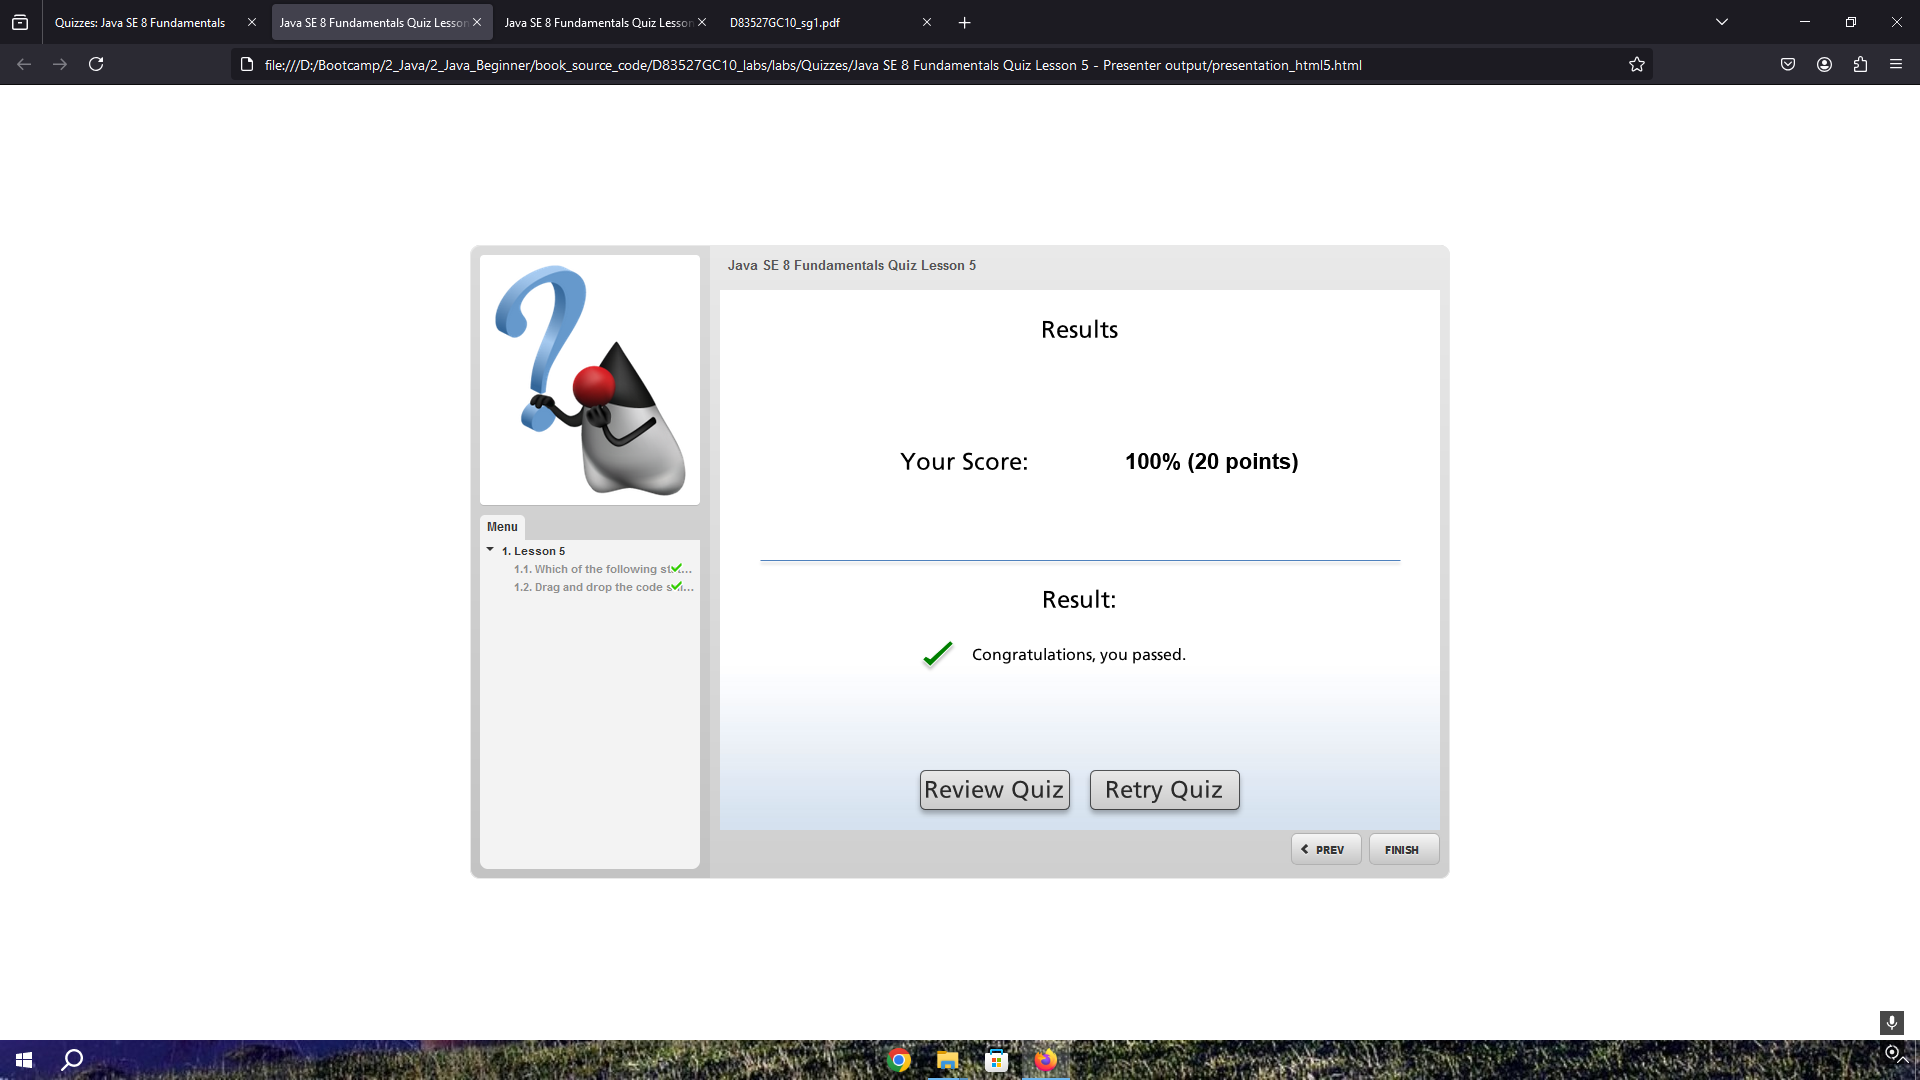 Quizzes: Java SE 8 Fundamentals
Java SE 8 Fundamentals Quiz Lesson
Java SE 8 Fundamentals Quiz Lesson
D83527GC10_sg1.pdf
file:///D:/Bootcamp/2_Java/2_Java_Beginner/book_source_code/D83527GC10_labs/labs/Quizzes/Java SE 8 Fundamentals Quiz Lesson 5 - Presenter output/presentation_html5.html
Java SE 8 Fundamentals Quiz Lesson 5
Results
Your Score: 100% (20 points)
Result:
Congratulations, you passed.
Review Quiz
Retry Quiz
PREV
FINISH
Menu
1. Lesson 5
1.1. Which of the following st...
1.2. Drag and drop the code s...